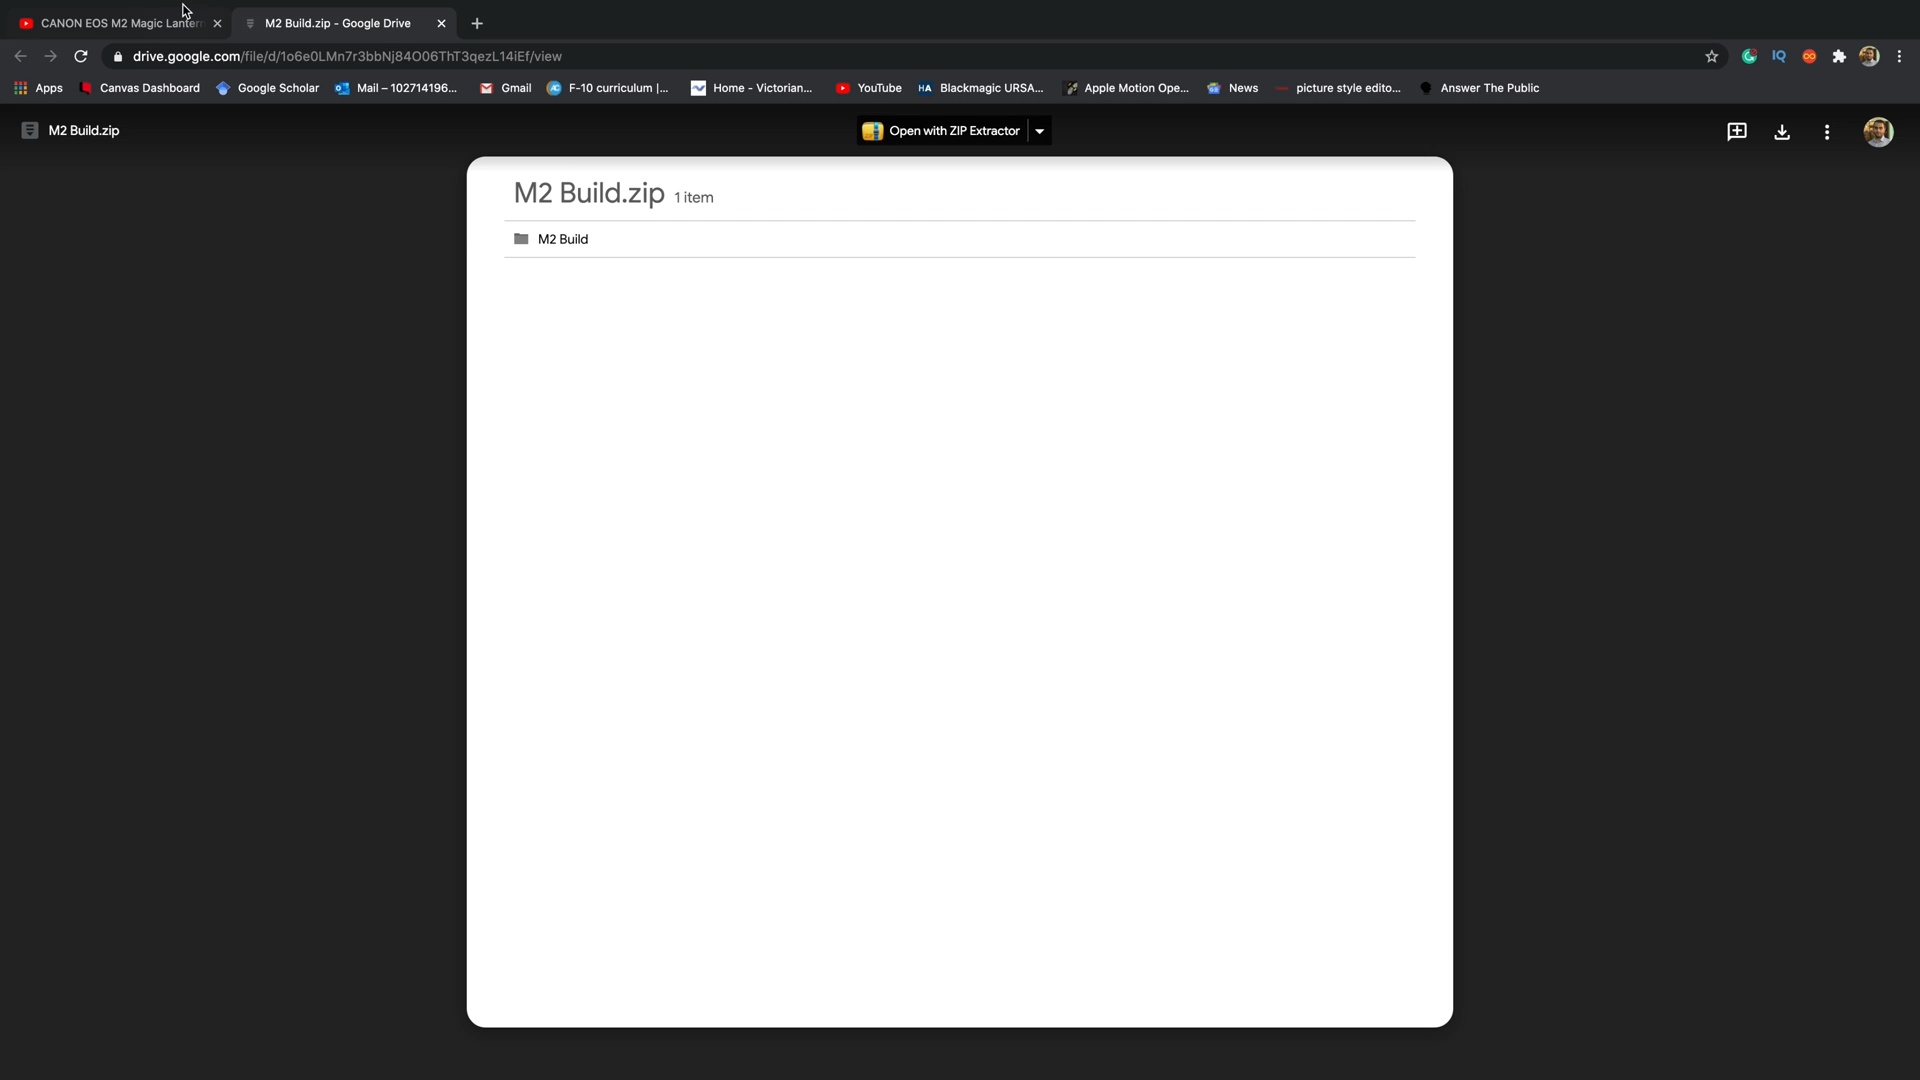 CANON EOS M2 Magic Lantern
M2 Build.zip - Google Drive
drive.google.com/file/d/1o6e0LMn7r3bbNj84O06ThT3qezL14iEf/view
Apps
Canvas Dashboard
Google Scholar
Mail – 102714196...
Gmail
F-10 curriculum |...
Home - Victorian...
YouTube
HA Blackmagic URSA...
Apple Motion Ope...
News
picture style edito...
Answer The Public
M2 Build.zip
Open with ZIP Extractor
M2 Build.zip 1 item
M2 Build